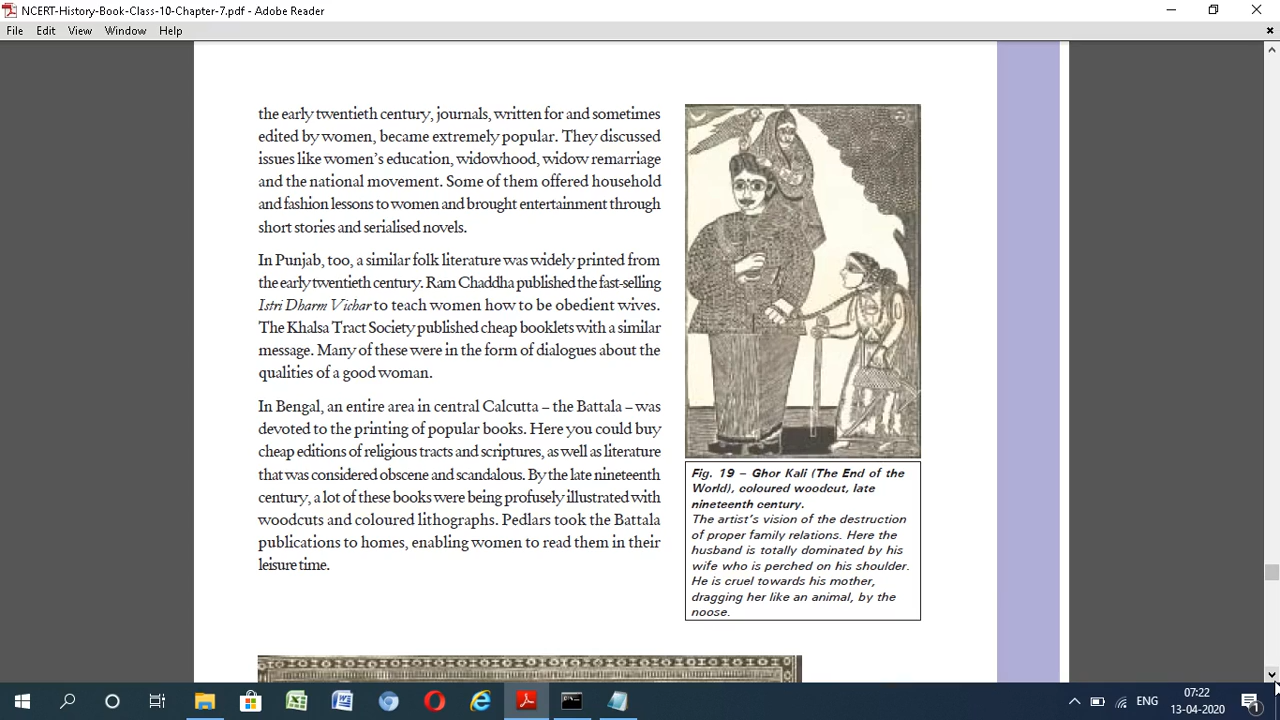 NCERT-History-Book-Class-10-Chapter-7.pdf - Adobe Reader
File Edit View Window Help
the early twentieth century, journals, written for and sometimes
edited by women, became extremely popular. They discussed
issues like women's education, widowhood, widow remarriage
and the national movement. Some of them offered household
and fashion lessons to women and brought entertainment through
short stories and serialised novels.
In Punjab, too, a similar folk literature was widely printed from
the early twentieth century. Ram Chaddha published the fast-selling
Istri Dharm Vichar to teach women how to be obedient wives.
The Khalsa Tract Society published cheap booklets with a similar
message. Many of these were in the form of dialogues about the
qualities of a good woman.
In Bengal, an entire area in central Calcutta – the Battala – was
devoted to the printing of popular books. Here you could buy
cheap editions of religious tracts and scriptures, as well as literature
that was considered obscene and scandalous. By the late nineteenth
century, a lot of these books were being profusely illustrated with
woodcuts and coloured lithographs. Pedlars took the Battala
publications to homes, enabling women to read them in their
leisure time.
Fig. 19 – Ghor Kali (The End of the
World), coloured woodcut, late
nineteenth century.
The artist's vision of the destruction
of proper family relations. Here the
husband is totally dominated by his
wife who is perched on his shoulder.
He is cruel towards his mother,
dragging her like an animal, by the
noose.
ENG
07:22
13-04-2020
1